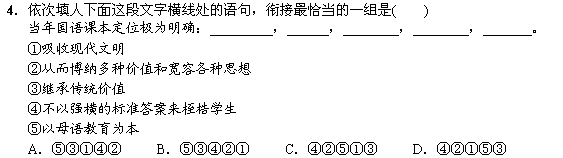 4．依次填人下面这段文字横线处的语句，衔接最恰当的一组是(　　)
当年国语课本定位极为明确：________，_____，______，________，______。
①吸收现代文明
②从而博纳多种价值和宽容各种思想
③继承传统价值
④不以强横的标准答案来桎梏学生
⑤以母语教育为本
A．⑤③①④②　　B．⑤③④②①　　C．④②⑤①③　　D．④②①⑤③